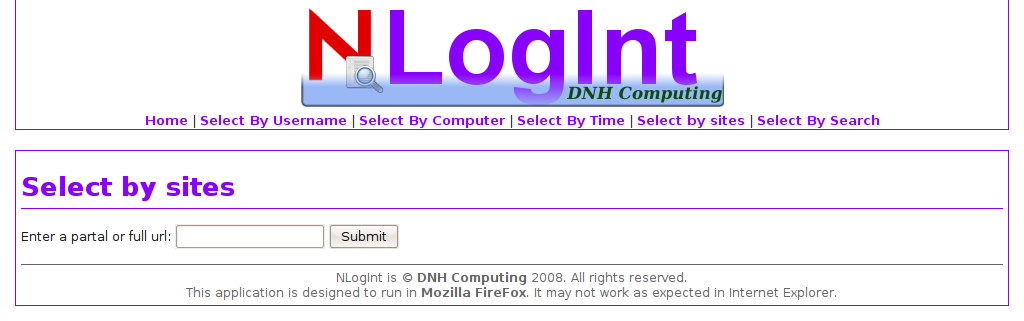 NLogInt
DNH Computing
Home | Select By Username | Select By Computer | Select By Time | Select by sites | Select By Search
Select by sites
Enter a partal or full url: Submit
NLogInt is © DNH Computing 2008. All rights reserved.
This application is designed to run in Mozilla FireFox. It may not work as expected in Internet Explorer.